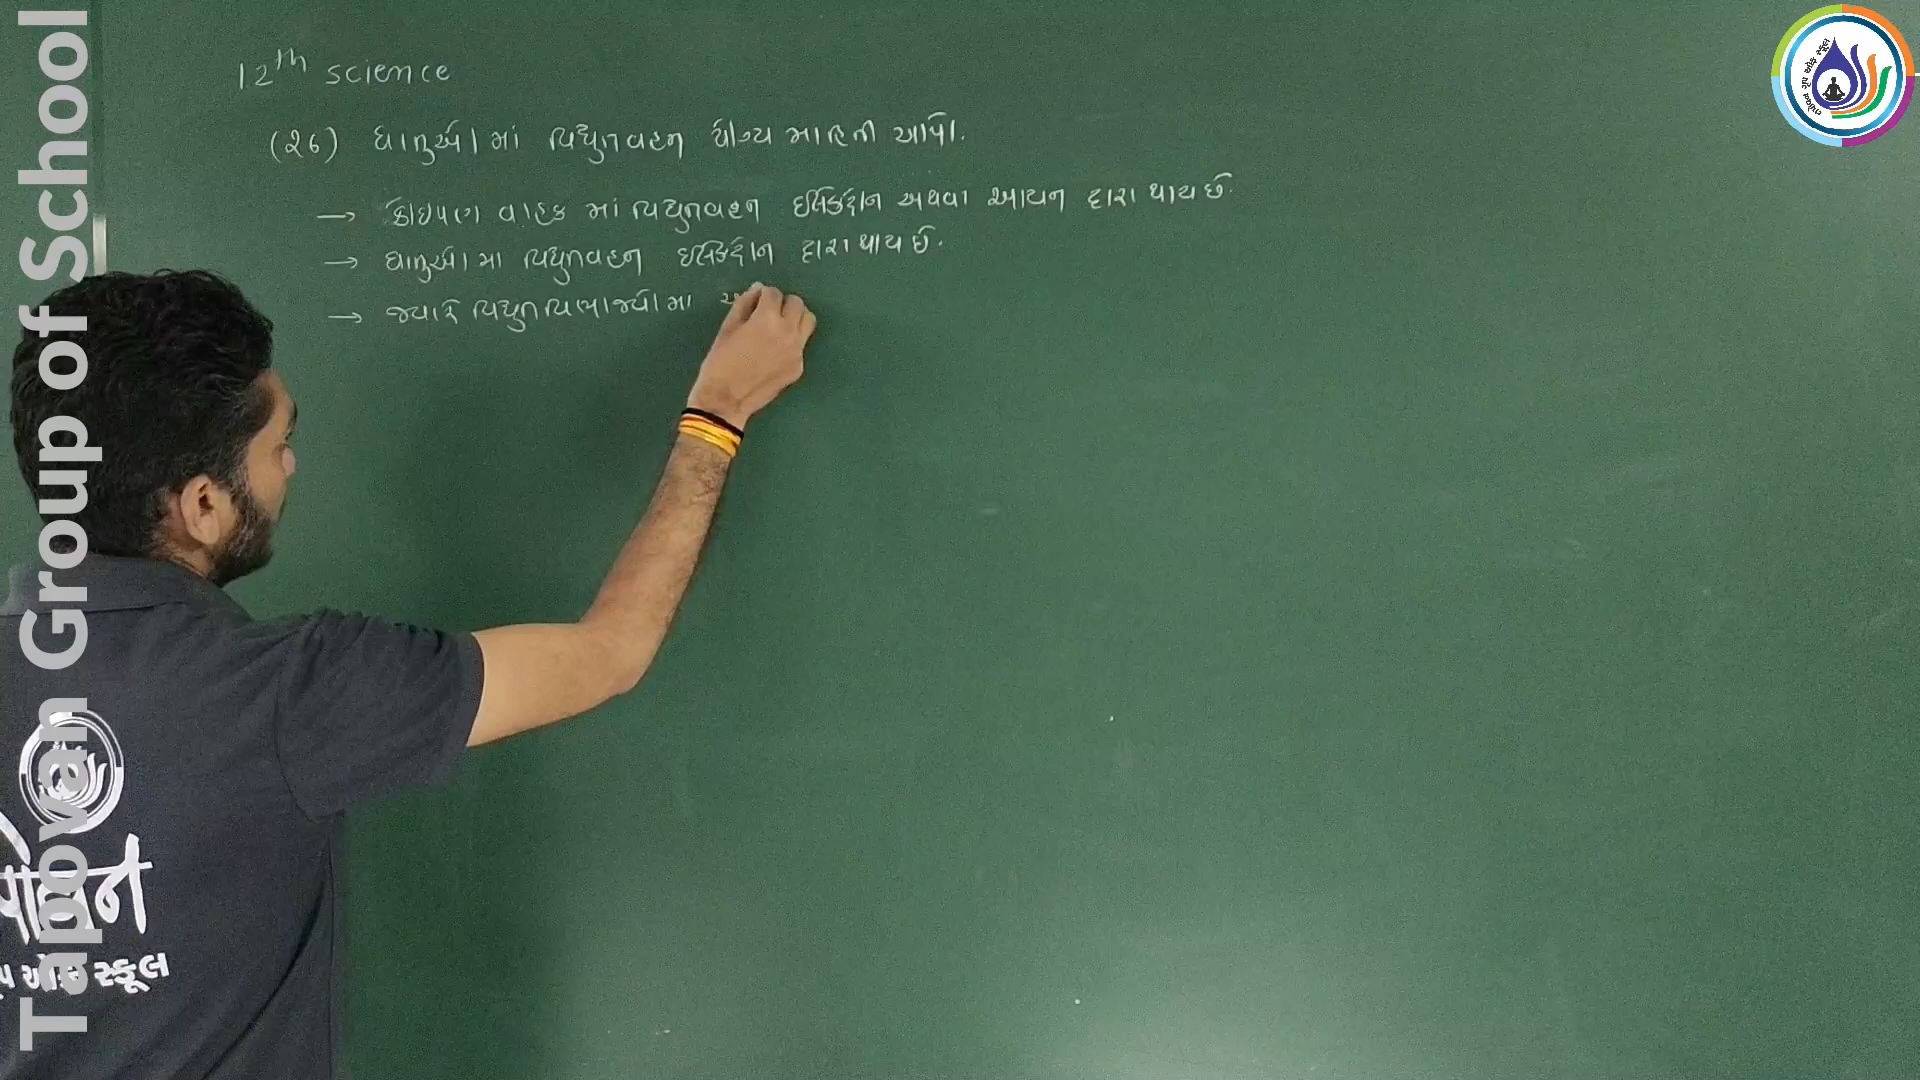 12th science
(26) ધાતુઓમાં વિધુતવહન યોગ્ય માહિતી આપો.
→ કોઇપણ વાહક માં વિધુતવહન ઇલેક્ટ્રોન અથવા આયન દ્વારા થાય છે.
→ ધાતુઓમા વિધુતવહન ઇલેક્ટ્રોન દ્વારા થાય છે.
→ જ્યારે વિધુતવિભાજ્યોમા
Tapovan Group of School
સ્કૂલ